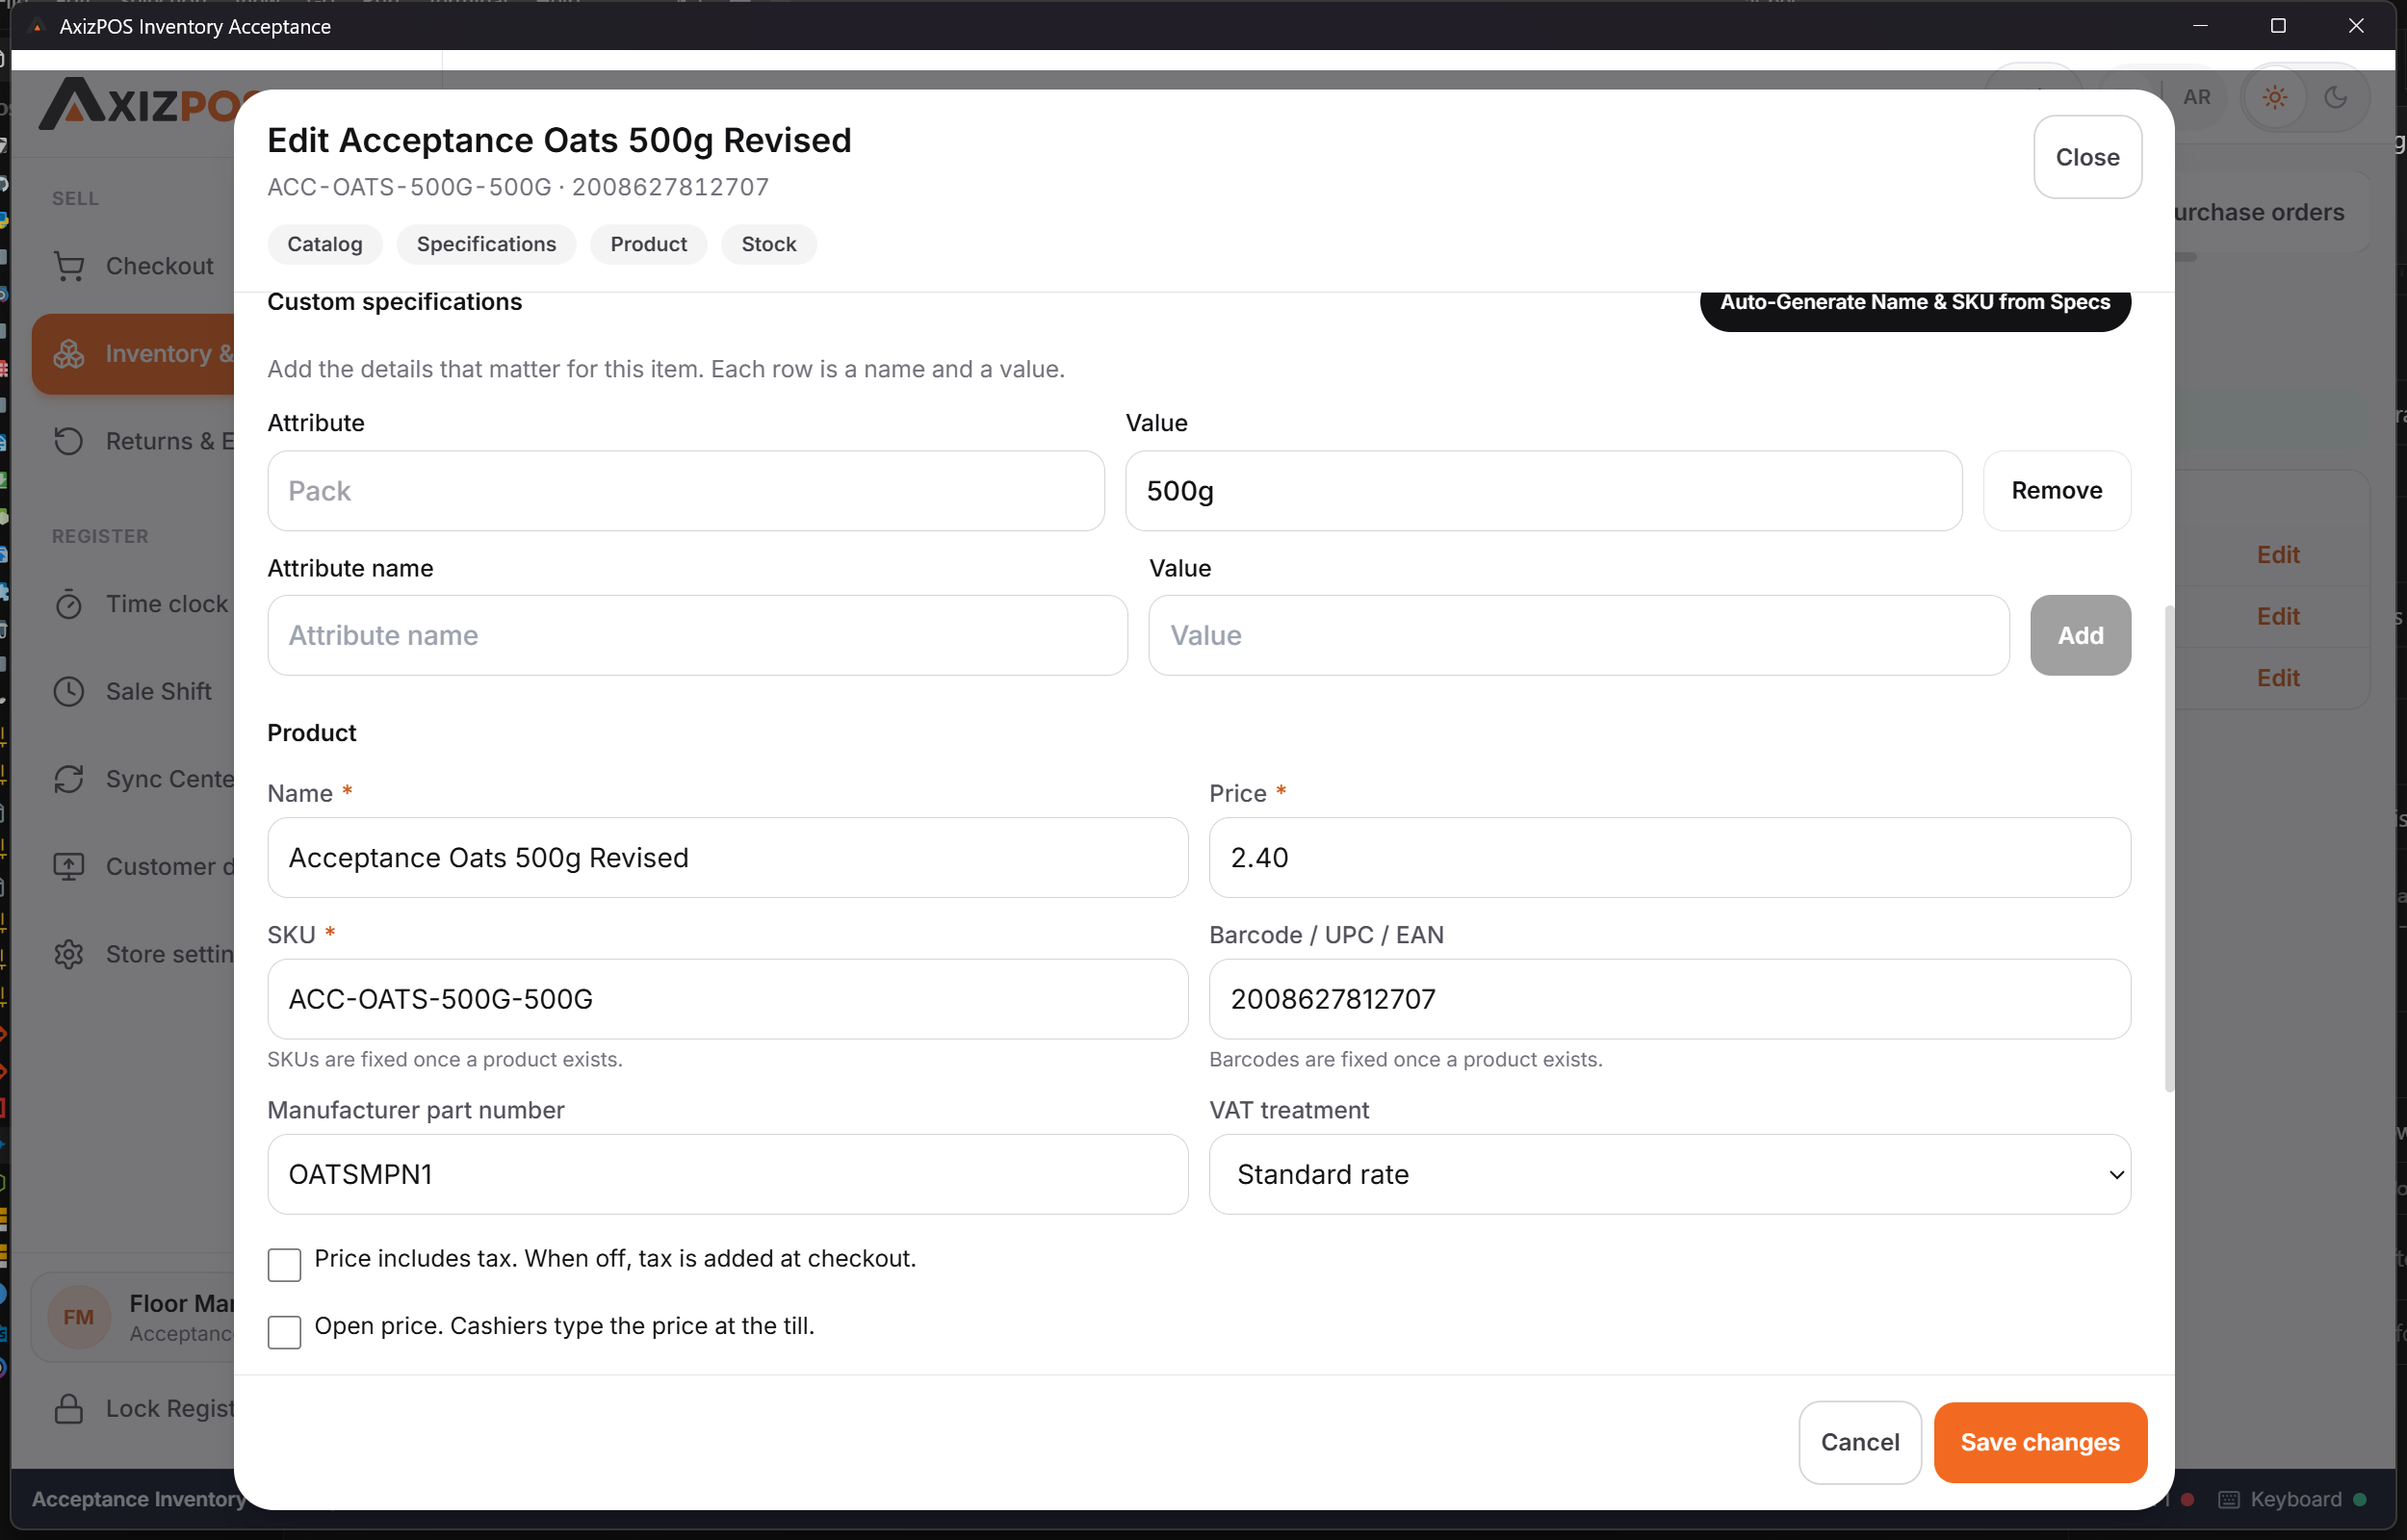 AxizPOS Inventory Acceptance
AXIZPOS
AR
Edit Acceptance Oats 500g Revised
Close
ACC-OATS-500G-500G · 2008627812707
Catalog Specifications Product Stock
SELL
Checkout
Inventory &
Returns & E
REGISTER
Time clock
Sale Shift
Sync Cente
Customer d
Store settin
urchase orders
Edit
Edit
Edit
Custom specifications
Auto-Generate Name & SKU from Specs
Add the details that matter for this item. Each row is a name and a value.
Attribute Value
Pack 500g Remove
Attribute name Value
Attribute name Value Add
Product
Name * Price *
Acceptance Oats 500g Revised 2.40
SKU * Barcode / UPC / EAN
ACC-OATS-500G-500G 2008627812707
SKUs are fixed once a product exists. Barcodes are fixed once a product exists.
Manufacturer part number VAT treatment
OATSMPN1 Standard rate
Price includes tax. When off, tax is added at checkout.
Open price. Cashiers type the price at the till.
FM
Floor Mar
Acceptance
Lock Regist
Cancel Save changes
Acceptance Inventory
Keyboard